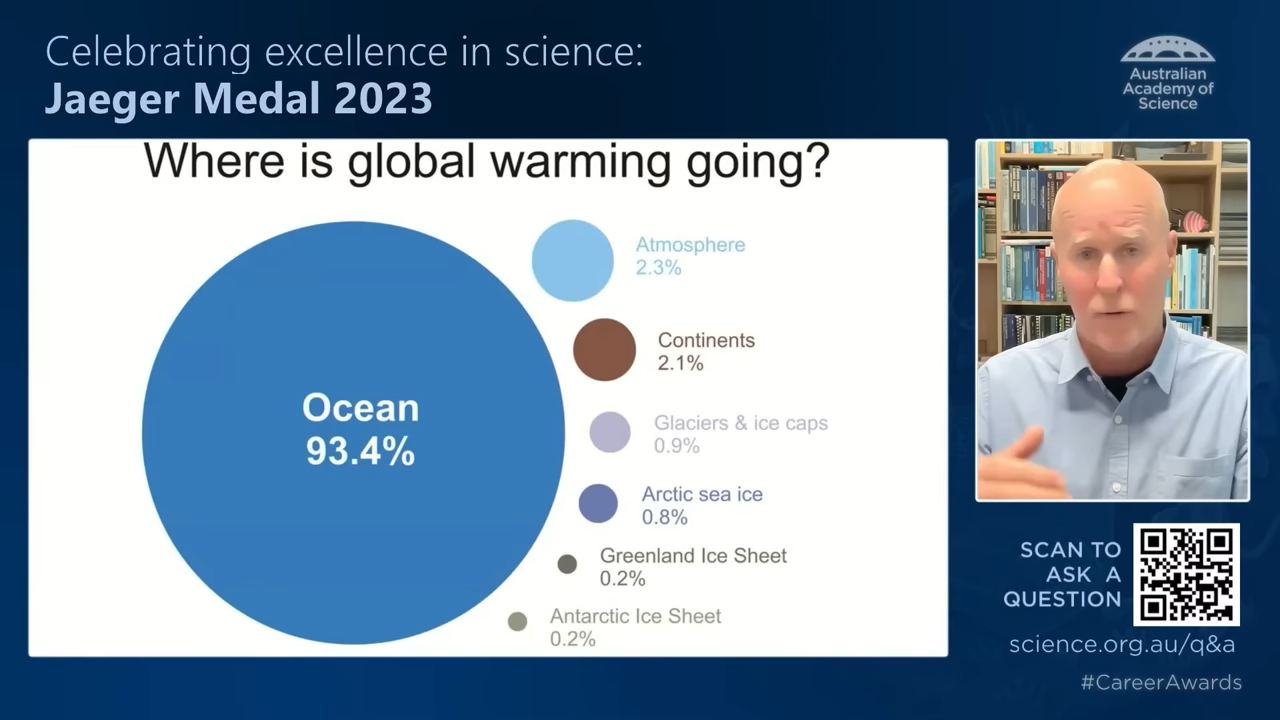 Celebrating excellence in science:
Jaeger Medal 2023
Australian
Academy of
Science
Where is global warming going?
Ocean
93.4%
Atmosphere
2.3%
Continents
2.1%
Glaciers & ice caps
0.9%
Arctic sea ice
0.8%
Greenland Ice Sheet
0.2%
Antarctic Ice Sheet
0.2%
SCAN TO
ASK A
QUESTION
science.org.au/q&a
#CareerAwards